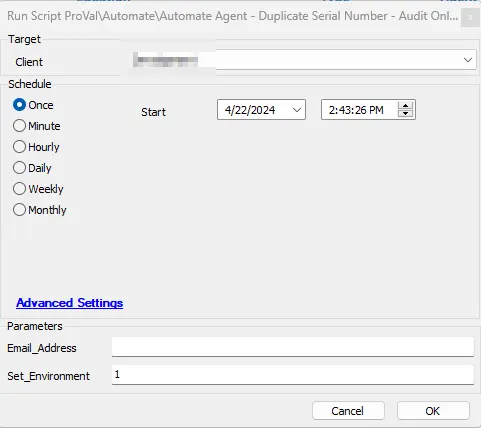 Run Script ProVal\Automate\Automate Agent - Duplicate Serial Number - Audit Onl... x
Target
Client
Schedule
Once
Start 4/22/2024 2:43:26 PM
Minute
Hourly
Daily
Weekly
Monthly
Advanced Settings
Parameters
Email_Address
Set_Environment 1
Cancel OK